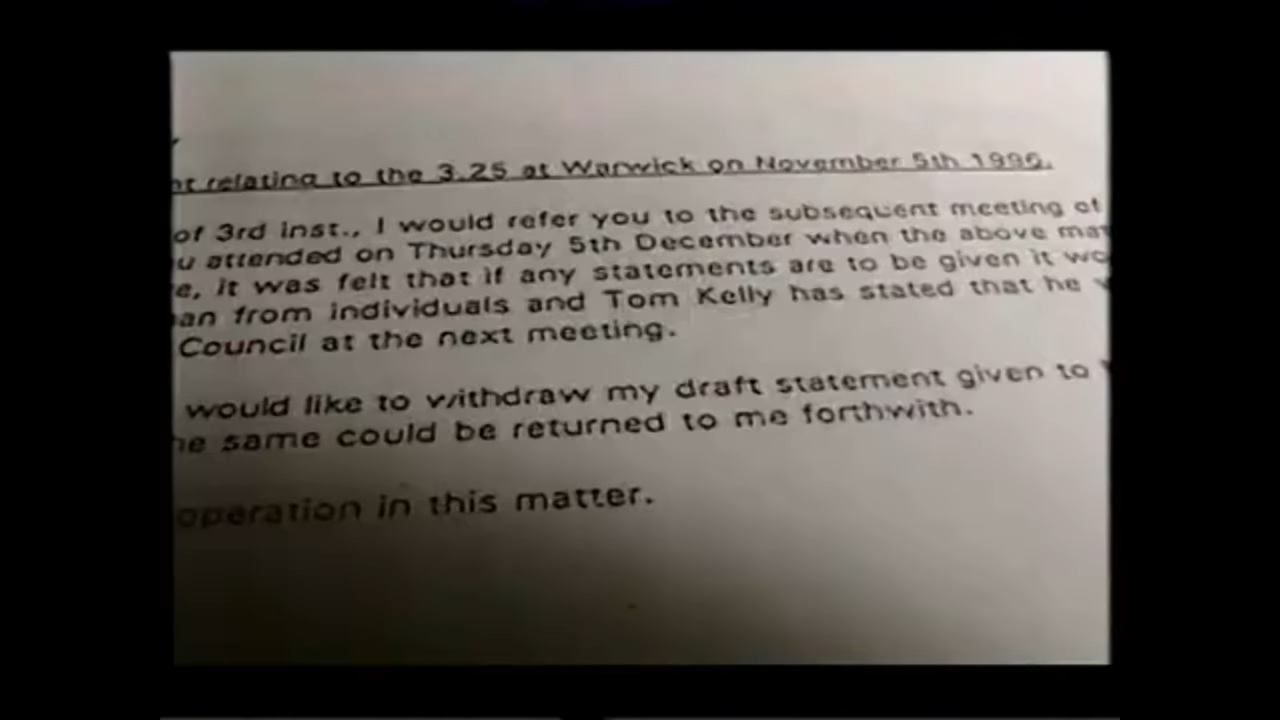 nt relating to the 3.25 at Warwick on November 5th 1996.
of 3rd inst., I would refer you to the subsequent meeting of
u attended on Thursday 5th December when the above mat
e, it was felt that if any statements are to be given it wo
an from individuals and Tom Kelly has stated that he
Council at the next meeting.
would like to withdraw my draft statement given to
he same could be returned to me forthwith.
operation in this matter.